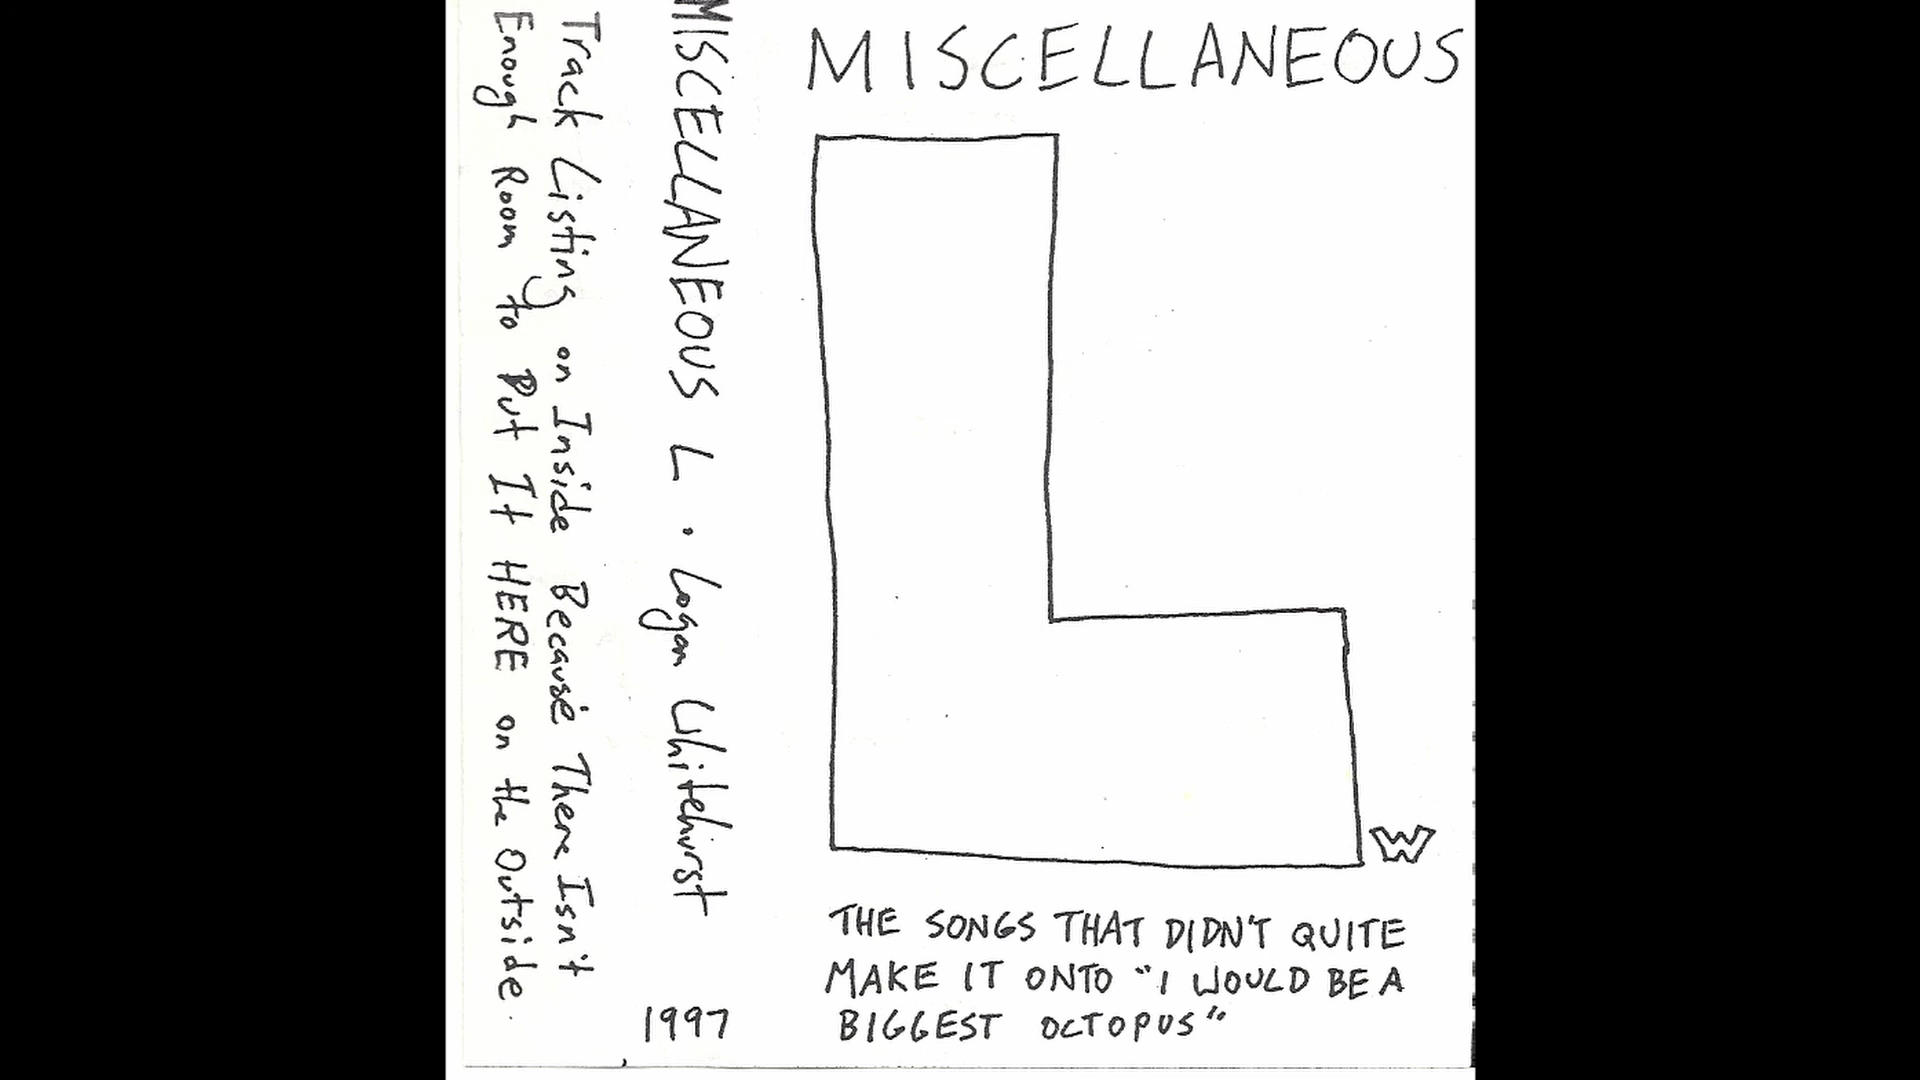 Track Listing on Inside Because There Isn't
Enough Room to Put It HERE on the Outside.
MISCELLANEOUS L · Logan Whitehurst
1997
MISCELLANEOUS
L
W
THE SONGS THAT DIDN'T QUITE
MAKE IT ONTO "I WOULD BE A
BIGGEST OCTOPUS"